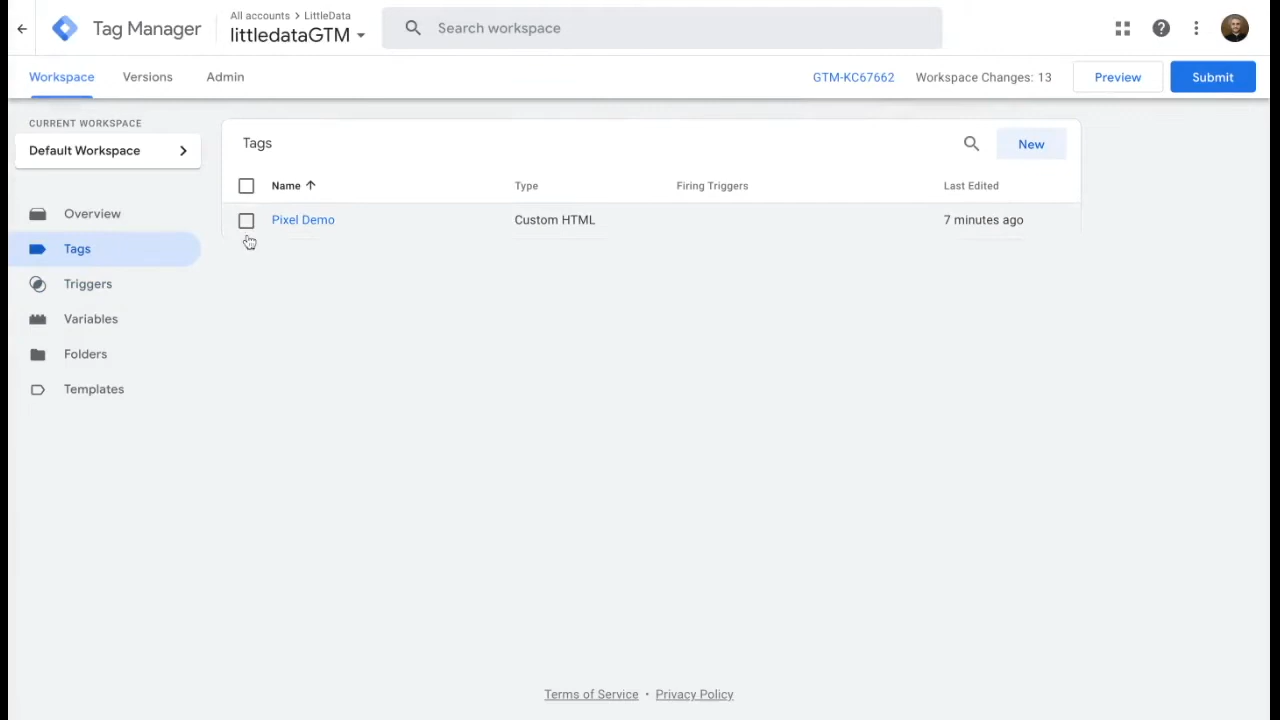 Tag Manager
All accounts > LittleData
littledataGTM
Search workspace
Workspace
Versions
Admin
GTM-KC67662
Workspace Changes: 13
Preview
Submit
CURRENT WORKSPACE
Default Workspace
Overview
Tags
Triggers
Variables
Folders
Templates
Tags
New
Name
Type
Firing Triggers
Last Edited
Pixel Demo
Custom HTML
7 minutes ago
Terms of Service • Privacy Policy